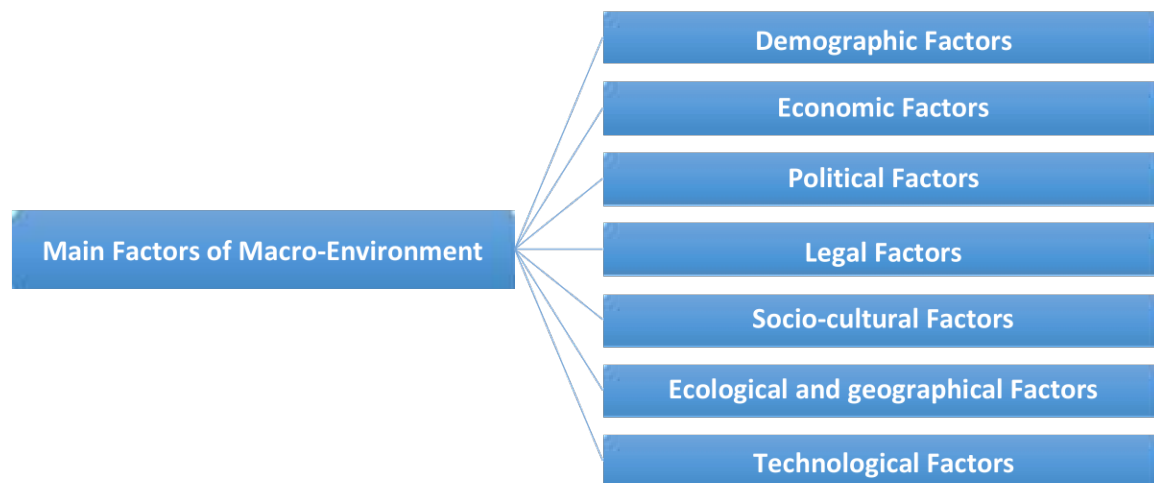 Main Factors of Macro-Environment
Demographic Factors
Economic Factors
Political Factors
Legal Factors
Socio-cultural Factors
Ecological and geographical Factors
Technological Factors